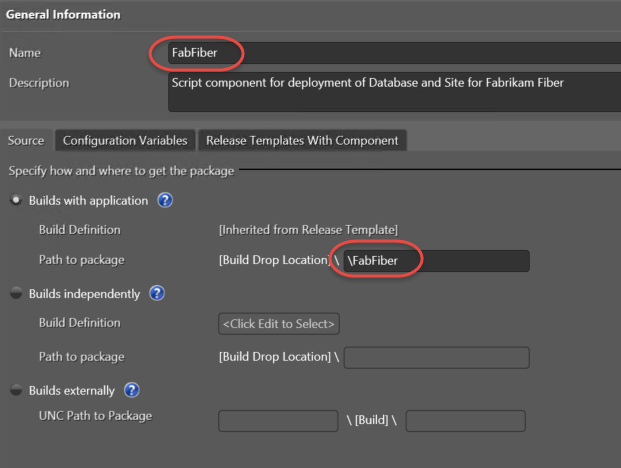 General Information
Name FabFiber
Description Script component for deployment of Database and Site for Fabrikam Fiber
Source Configuration Variables Release Templates With Component
Specify how and where to get the package
Builds with application ?
Build Definition [Inherited from Release Template]
Path to package [Build Drop Location] \ \FabFiber
Builds independently ?
Build Definition <Click Edit to Select>
Path to package [Build Drop Location] \
Builds externally ?
UNC Path to Package \ [Build] \